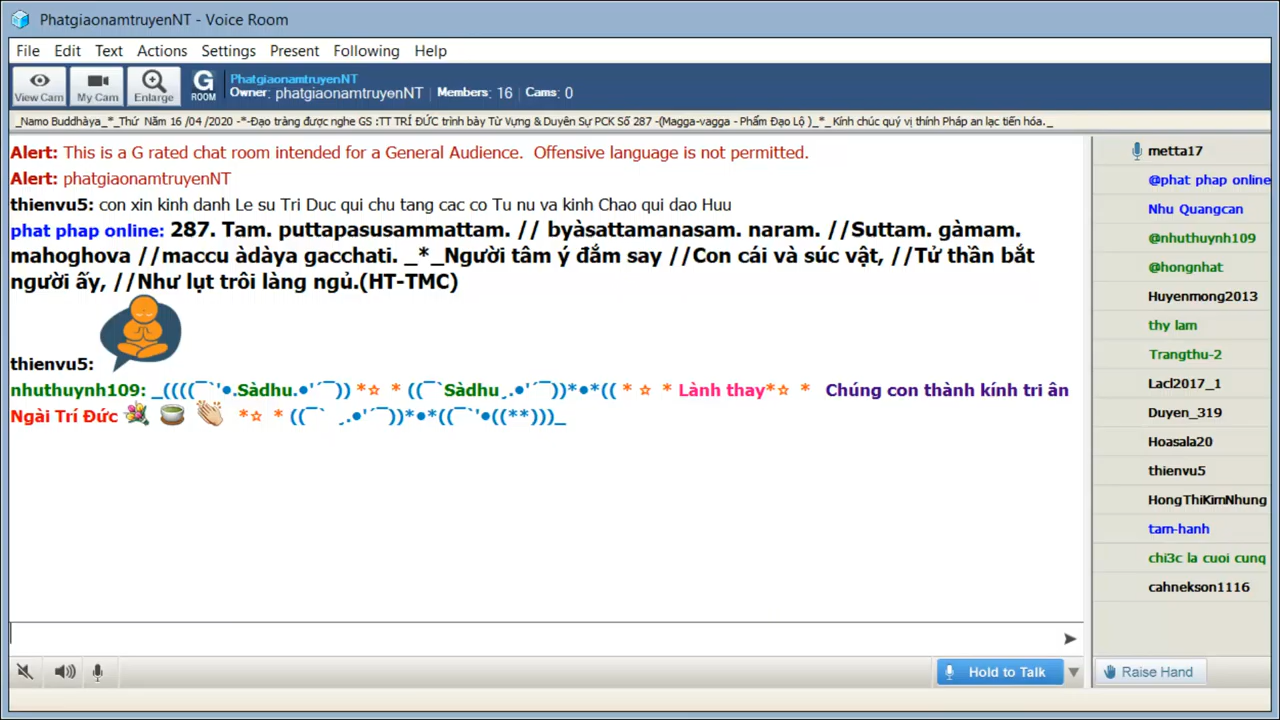 PhatgiaonamtruyenNT - Voice Room
File Edit Text Actions Settings Present Following Help
View Cam My Cam Enlarge G ROOM
PhatgiaonamtruyenNT
Owner: phatgiaonamtruyenNT Members: 16 Cams: 0
_Namo Buddhàya_*_Thứ Năm 16 /04 /2020 -*-Đạo tràng được nghe GS :TT TRÍ ĐỨC trình bày Từ Vựng & Duyên Sự PCK Số 287 -(Magga-vagga - Phẩm Đạo Lộ )_*_ Kính chúc quý vị thính Pháp an lạc tiến hóa._
Alert: This is a G rated chat room intended for a General Audience. Offensive language is not permitted.
Alert: phatgiaonamtruyenNT
thienvu5: con xin kinh danh Le su Tri Duc qui chu tang cac co Tu nu va kinh Chao qui dao Huu
phat phap online: 287. Tam. puttapasusammattam. // byàsattamanasam. naram. //Suttam. gàmam.
mahoghova //maccu àdàya gacchati. _*_Người tâm ý đắm say //Con cái và súc vật, //Tử thần bắt
người ấy, //Như lụt trôi làng ngủ.(HT-TMC)
thienvu5:
nhuthuynh109: _((((¯`'•.Sàdhu.•'´¯)) *☆ * ((¯`Sàdhu¸.•'´¯))*•*(( * ☆ * Lành thay*☆ * Chúng con thành kính tri ân
Ngài Trí Đức *☆ * ((¯` ¸.•'´¯))*•*((¯`'•((**)))_
Hold to Talk
metta17
@phat phap online
Nhu Quangcan
@nhuthuynh109
@hongnhat
Huyenmong2013
thy lam
Trangthu-2
Lacl2017_1
Duyen_319
Hoasala20
thienvu5
HongThiKimNhung
tam-hanh
chi3c la cuoi cung
cahnekson1116
Raise Hand